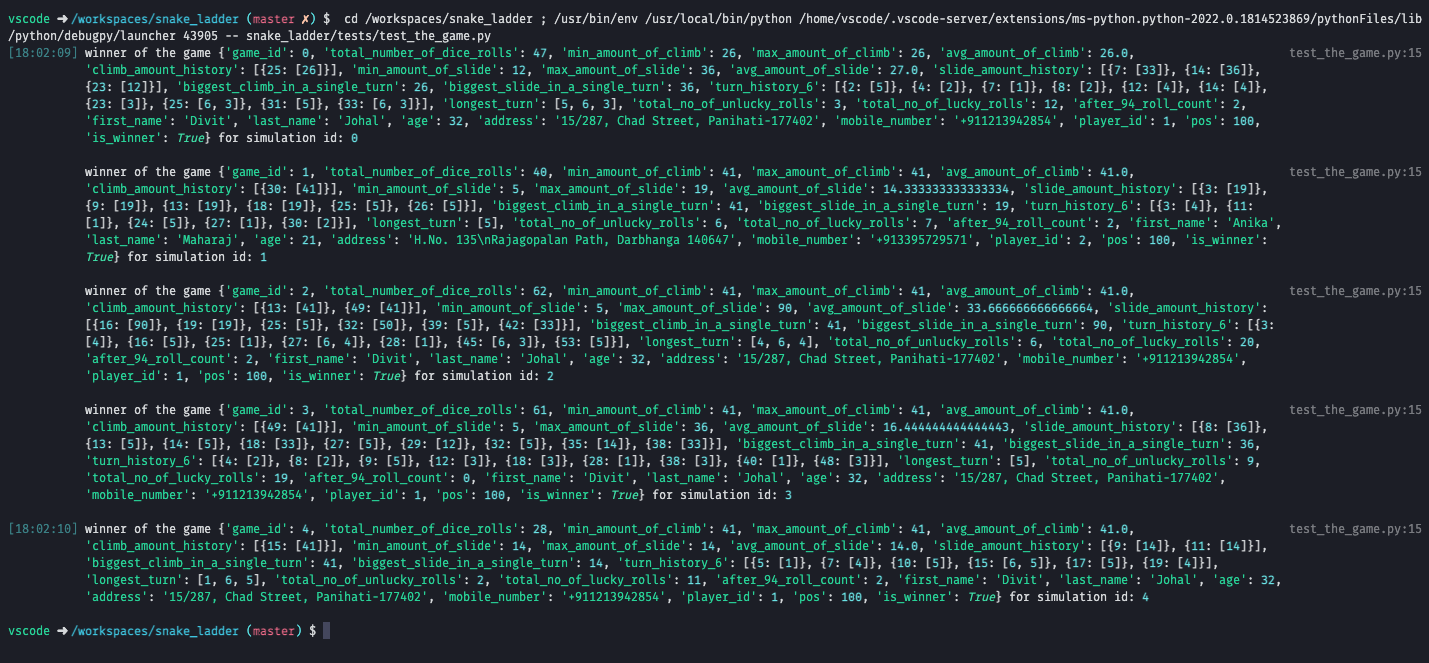 vscode ➜ /workspaces/snake_ladder (master ✗) $  cd /workspaces/snake_ladder ; /usr/bin/env /usr/local/bin/python /home/vscode/.vscode-server/extensions/ms-python.python-2022.0.1814523869/pythonFiles/lib
/python/debugpy/launcher 43905 -- snake_ladder/tests/test_the_game.py
[18:02:09] winner of the game {'game_id': 0, 'total_number_of_dice_rolls': 47, 'min_amount_of_climb': 26, 'max_amount_of_climb': 26, 'avg_amount_of_climb': 26.0, test_the_game.py:15
'climb_amount_history': [{25: [26]}], 'min_amount_of_slide': 12, 'max_amount_of_slide': 36, 'avg_amount_of_slide': 27.0, 'slide_amount_history': [{7: [33]}, {14: [36]},
{23: [12]}], 'biggest_climb_in_a_single_turn': 26, 'biggest_slide_in_a_single_turn': 36, 'turn_history_6': [{2: [5]}, {4: [2]}, {7: [1]}, {8: [2]}, {12: [4]}, {14: [4]},
{23: [3]}, {25: [6, 3]}, {31: [5]}, {33: [6, 3]}], 'longest_turn': [5, 6, 3], 'total_no_of_unlucky_rolls': 3, 'total_no_of_lucky_rolls': 12, 'after_94_roll_count': 2,
'first_name': 'Divit', 'last_name': 'Johal', 'age': 32, 'address': '15/287, Chad Street, Panihati-177402', 'mobile_number': '+911213942854', 'player_id': 1, 'pos': 100,
'is_winner': True} for simulation id: 0
winner of the game {'game_id': 1, 'total_number_of_dice_rolls': 40, 'min_amount_of_climb': 41, 'max_amount_of_climb': 41, 'avg_amount_of_climb': 41.0, test_the_game.py:15
'climb_amount_history': [{30: [41]}], 'min_amount_of_slide': 5, 'max_amount_of_slide': 19, 'avg_amount_of_slide': 14.333333333333334, 'slide_amount_history': [{3: [19]},
{9: [19]}, {13: [19]}, {18: [19]}, {25: [5]}, {26: [5]}], 'biggest_climb_in_a_single_turn': 41, 'biggest_slide_in_a_single_turn': 19, 'turn_history_6': [{3: [4]}, {11:
[1]}, {24: [5]}, {27: [1]}, {30: [2]}], 'longest_turn': [5], 'total_no_of_unlucky_rolls': 6, 'total_no_of_lucky_rolls': 7, 'after_94_roll_count': 2, 'first_name': 'Anika',
'last_name': 'Maharaj', 'age': 21, 'address': 'H.No. 135\nRajagopalan Path, Darbhanga 140647', 'mobile_number': '+913395729571', 'player_id': 2, 'pos': 100, 'is_winner':
True} for simulation id: 1
winner of the game {'game_id': 2, 'total_number_of_dice_rolls': 62, 'min_amount_of_climb': 41, 'max_amount_of_climb': 41, 'avg_amount_of_climb': 41.0, test_the_game.py:15
'climb_amount_history': [{13: [41]}, {49: [41]}], 'min_amount_of_slide': 5, 'max_amount_of_slide': 90, 'avg_amount_of_slide': 33.666666666666664, 'slide_amount_history':
[{16: [90]}, {19: [19]}, {25: [5]}, {32: [50]}, {39: [5]}, {42: [33]}], 'biggest_climb_in_a_single_turn': 41, 'biggest_slide_in_a_single_turn': 90, 'turn_history_6': [{3:
[4]}, {16: [5]}, {25: [1]}, {27: [6, 4]}, {28: [1]}, {45: [6, 3]}, {53: [5]}], 'longest_turn': [4, 6, 4], 'total_no_of_unlucky_rolls': 6, 'total_no_of_lucky_rolls': 20,
'after_94_roll_count': 2, 'first_name': 'Divit', 'last_name': 'Johal', 'age': 32, 'address': '15/287, Chad Street, Panihati-177402', 'mobile_number': '+911213942854',
'player_id': 1, 'pos': 100, 'is_winner': True} for simulation id: 2
winner of the game {'game_id': 3, 'total_number_of_dice_rolls': 61, 'min_amount_of_climb': 41, 'max_amount_of_climb': 41, 'avg_amount_of_climb': 41.0, test_the_game.py:15
'climb_amount_history': [{49: [41]}], 'min_amount_of_slide': 5, 'max_amount_of_slide': 36, 'avg_amount_of_slide': 16.444444444444443, 'slide_amount_history': [{8: [36]},
{13: [5]}, {14: [5]}, {18: [33]}, {27: [5]}, {29: [12]}, {32: [5]}, {35: [14]}, {38: [33]}], 'biggest_climb_in_a_single_turn': 41, 'biggest_slide_in_a_single_turn': 36,
'turn_history_6': [{4: [2]}, {8: [2]}, {9: [5]}, {12: [3]}, {18: [3]}, {28: [1]}, {38: [3]}, {40: [1]}, {48: [3]}], 'longest_turn': [5], 'total_no_of_unlucky_rolls': 9,
'total_no_of_lucky_rolls': 19, 'after_94_roll_count': 0, 'first_name': 'Divit', 'last_name': 'Johal', 'age': 32, 'address': '15/287, Chad Street, Panihati-177402',
'mobile_number': '+911213942854', 'player_id': 1, 'pos': 100, 'is_winner': True} for simulation id: 3
[18:02:10] winner of the game {'game_id': 4, 'total_number_of_dice_rolls': 28, 'min_amount_of_climb': 41, 'max_amount_of_climb': 41, 'avg_amount_of_climb': 41.0, test_the_game.py:15
'climb_amount_history': [{15: [41]}], 'min_amount_of_slide': 14, 'max_amount_of_slide': 14, 'avg_amount_of_slide': 14.0, 'slide_amount_history': [{9: [14]}, {11: [14]}],
'biggest_climb_in_a_single_turn': 41, 'biggest_slide_in_a_single_turn': 14, 'turn_history_6': [{5: [1]}, {7: [4]}, {10: [5]}, {15: [6, 5]}, {17: [5]}, {19: [4]}],
'longest_turn': [1, 6, 5], 'total_no_of_unlucky_rolls': 2, 'total_no_of_lucky_rolls': 11, 'after_94_roll_count': 2, 'first_name': 'Divit', 'last_name': 'Johal', 'age': 32,
'address': '15/287, Chad Street, Panihati-177402', 'mobile_number': '+911213942854', 'player_id': 1, 'pos': 100, 'is_winner': True} for simulation id: 4
vscode ➜ /workspaces/snake_ladder (master) $